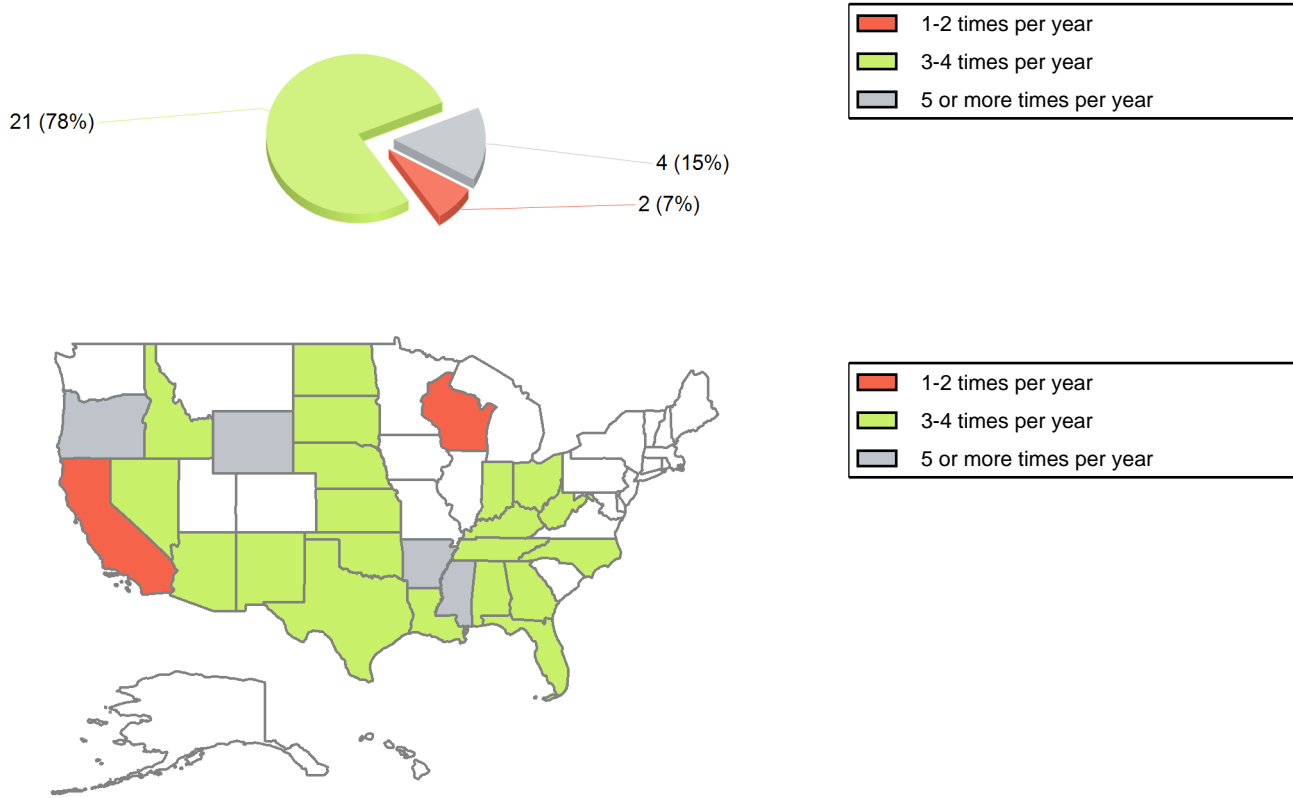 1-2 times per year
3-4 times per year
5 or more times per year
21 (78%)
4 (15%)
2 (7%)
1-2 times per year
3-4 times per year
5 or more times per year